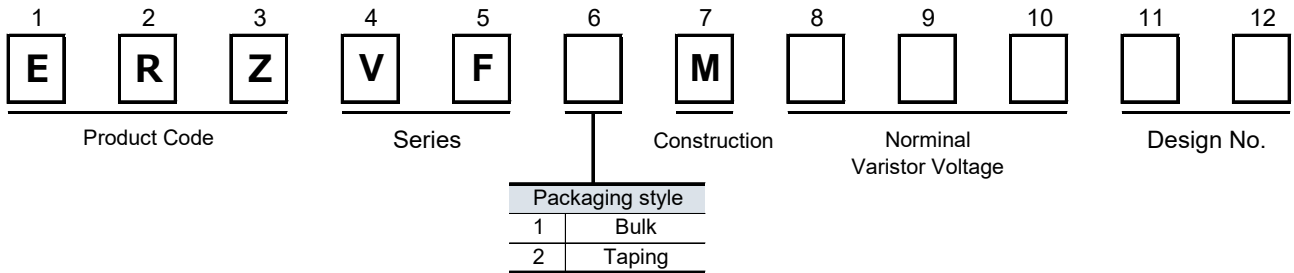 1 2 3 4 5 6 7 8 9 10 11 12
E R Z V F M
Product Code Series Construction Norminal Varistor Voltage Design No.
Packaging style
1 Bulk
2 Taping